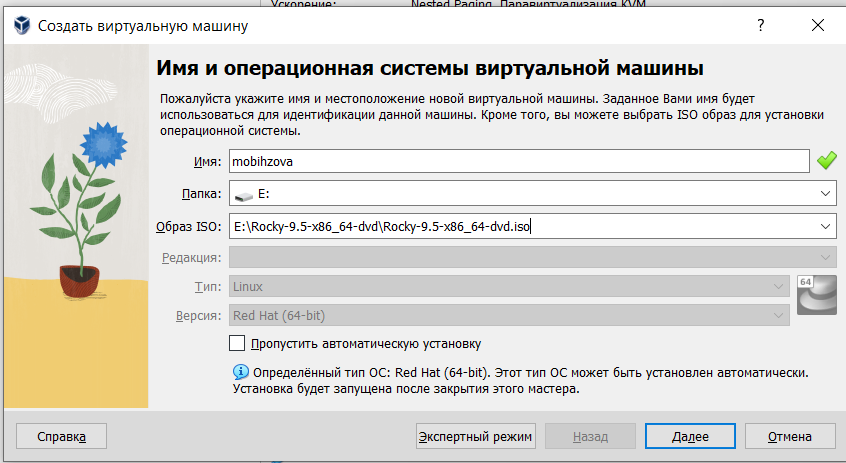 Ускорение: Nested Paging, Паравиртуализация KVM
Создать виртуальную машину
?
Имя и операционная системы виртуальной машины
Пожалуйста укажите имя и местоположение новой виртуальной машины. Заданное Вами имя будет
использоваться для идентификации данной машины. Кроме того, вы можете выбрать ISO образ для установки
операционной системы.
Имя: mobihzova
Папка: E:
Образ ISO: E:\Rocky-9.5-x86_64-dvd\Rocky-9.5-x86_64-dvd.iso
Редакция:
Тип: Linux
64
Версия: Red Hat (64-bit)
Пропустить автоматическую установку
Определённый тип ОС: Red Hat (64-bit). Этот тип ОС может быть установлен автоматически.
Установка будет запущена после закрытия этого мастера.
Справка Экспертный режим Назад Далее Отмена